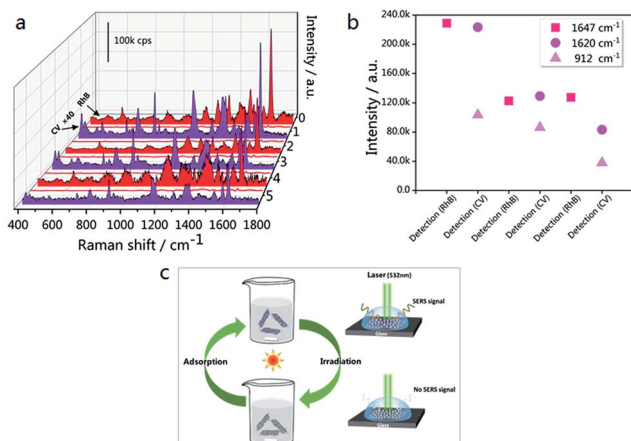 a
100k cps
RhB
CV ×40
Intensity / a.u.
0
-1
-2
-3
-4
-5
400 600 800 1000 1200 1400 1600 1800
Raman shift / cm-1
b
Intensity / a.u.
240.0k
200.0k
160.0k
120.0k
80.0k
40.0k
0.0
1647 cm-1
1620 cm-1
912 cm-1
Detection (RhB)
Detection (CV)
Detection (RhB)
Detection (CV)
Detection (RhB)
Detection (CV)
c
Laser (532nm)
SERS signal
Glass
Adsorption
Irradiation
No SERS signal
Glass